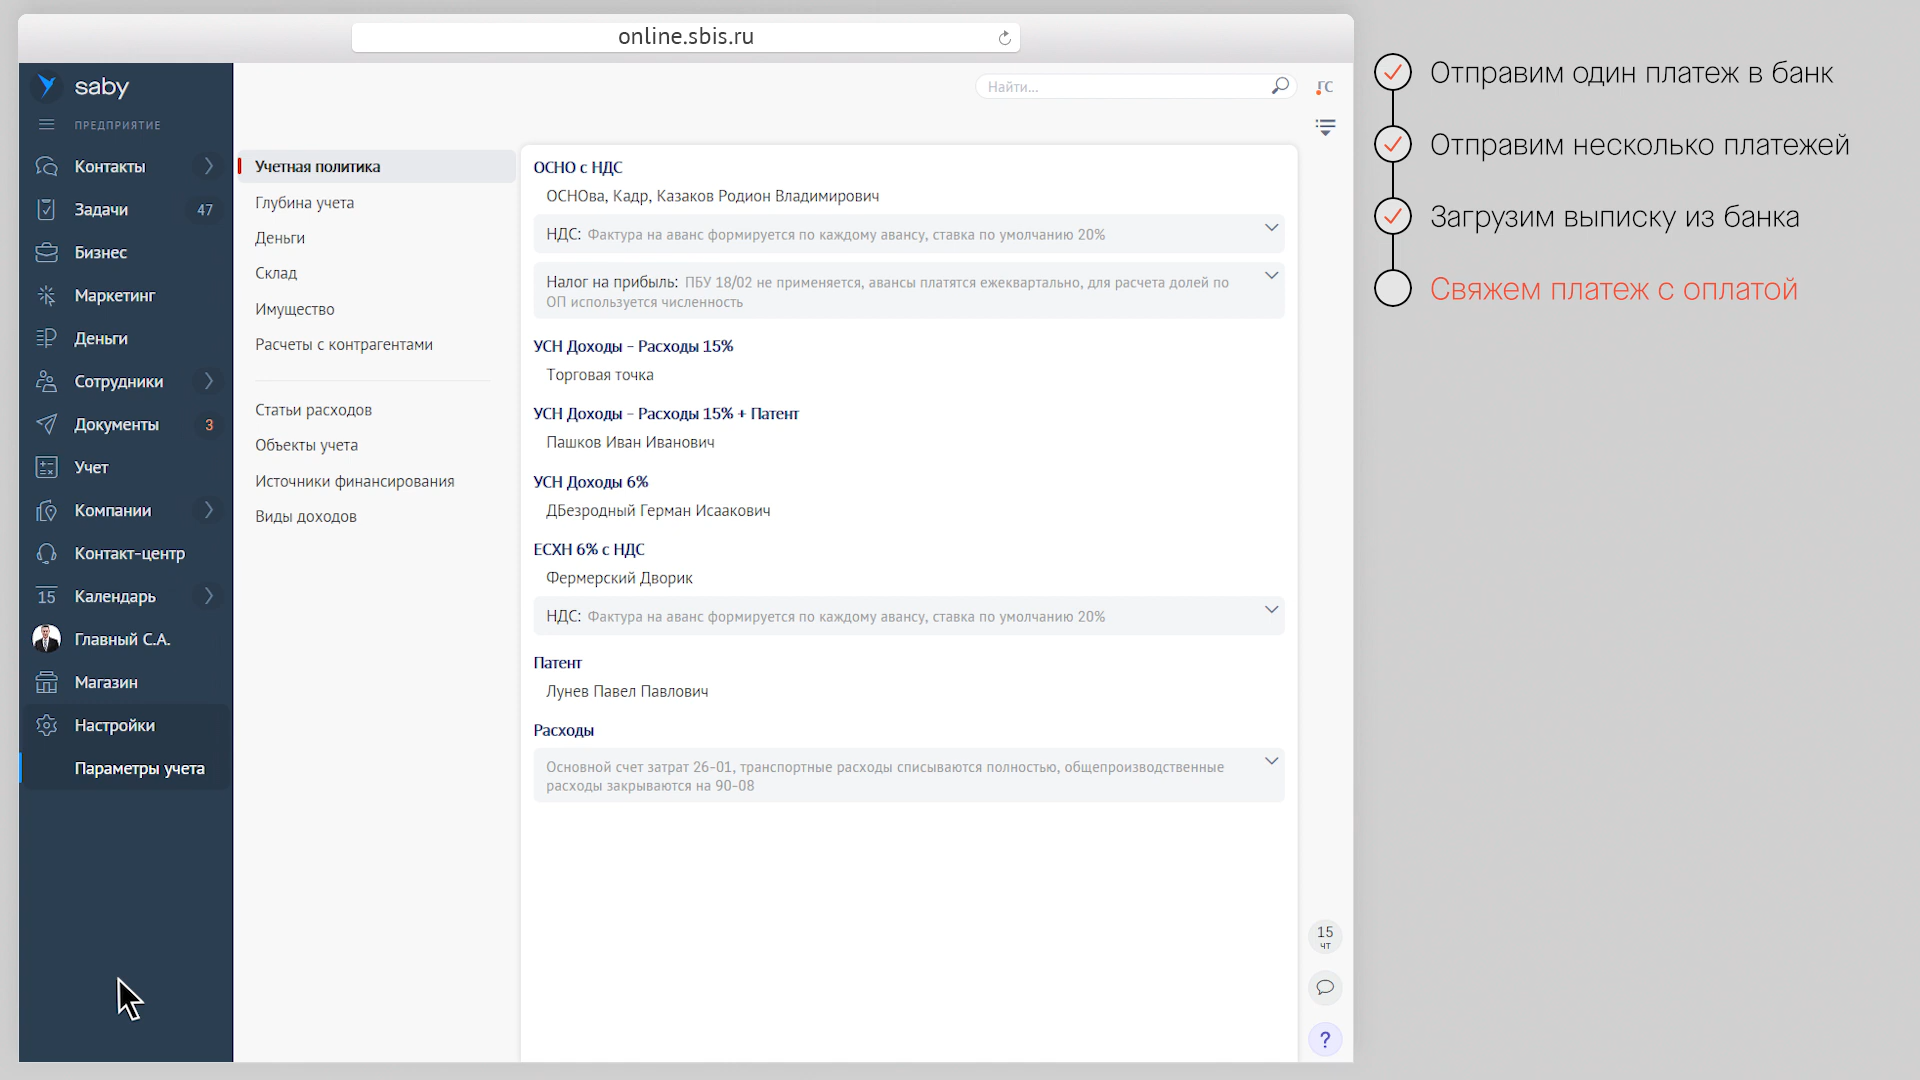 online.sbis.ru
saby
ПРЕДПРИЯТИЕ
Контакты
Задачи 47
Бизнес
Маркетинг
Деньги
Сотрудники
Документы 3
Учет
Компании
Контакт-центр
15 Календарь
Главный С.А.
Магазин
Настройки
Параметры учета
Учетная политика
Глубина учета
Деньги
Склад
Имущество
Расчеты с контрагентами
Статьи расходов
Объекты учета
Источники финансирования
Виды доходов
Найти...
ГС
ОСНО с НДС
ОСНОва, Кадр, Казаков Родион Владимирович
НДС: Фактура на аванс формируется по каждому авансу, ставка по умолчанию 20%
Налог на прибыль: ПБУ 18/02 не применяется, авансы платятся ежеквартально, для расчета долей по
ОП используется численность
УСН Доходы - Расходы 15%
Торговая точка
УСН Доходы - Расходы 15% + Патент
Пашков Иван Иванович
УСН Доходы 6%
ДБезродный Герман Исаакович
ЕСХН 6% с НДС
Фермерский Дворик
НДС: Фактура на аванс формируется по каждому авансу, ставка по умолчанию 20%
Патент
Лунев Павел Павлович
Расходы
Основной счет затрат 26-01, транспортные расходы списываются полностью, общепроизводственные
расходы закрываются на 90-08
15
чт
?
Отправим один платеж в банк
Отправим несколько платежей
Загрузим выписку из банка
Свяжем платеж с оплатой